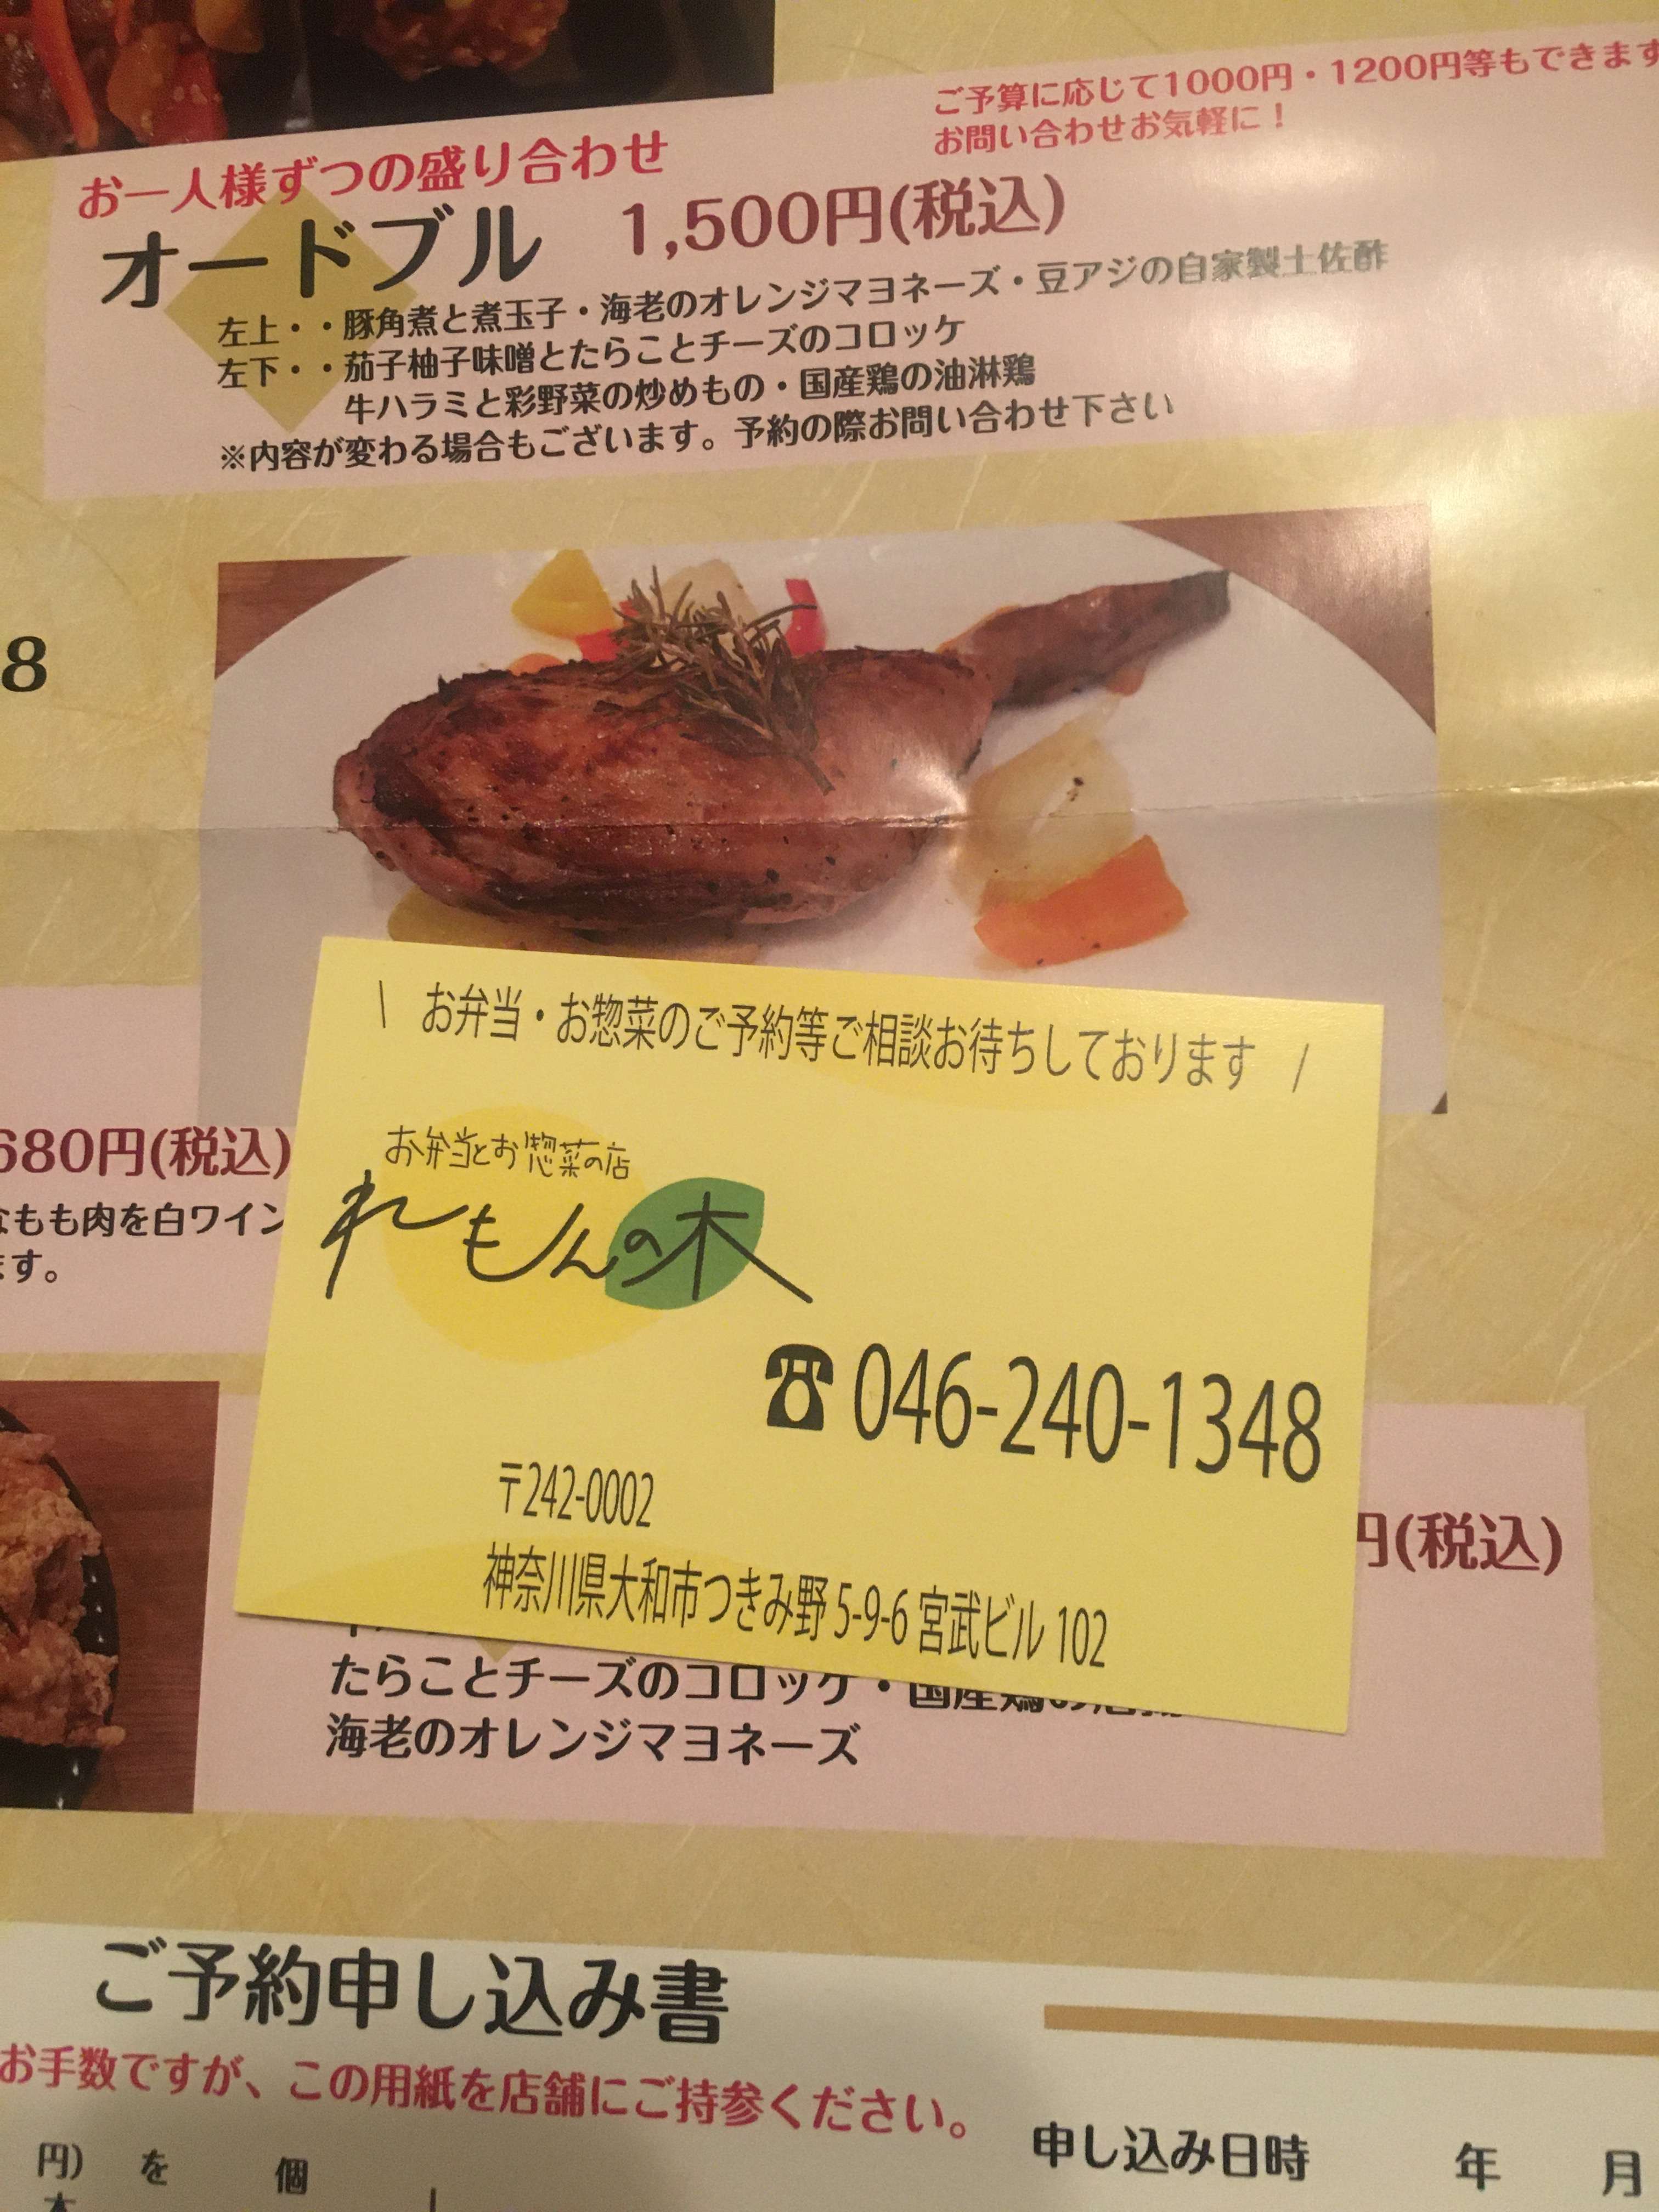 ご予算に応じて1000円・1200円等もできます
お問い合わせお気軽に！
お一人様ずつの盛り合わせ
オードブル 1,500円(税込)
左上・・豚角煮と煮玉子・海老のオレンジマヨネーズ・豆アジの自家製土佐酢
左下・・茄子柚子味噌とたらことチーズのコロッケ
牛ハラミと彩野菜の炒めもの・国産鶏の油淋鶏
※内容が変わる場合もございます。予約の際お問い合わせ下さい
8
\ お弁当・お惣菜のご予約等ご相談お待ちしております /
お弁当とお惣菜の店
れもんの木
☎046-240-1348
〒242-0002
神奈川県大和市つきみ野 5-9-6 宮武ビル 102
680円(税込)
なもも肉を白ワイン
ます。
円(税込)
たらことチーズのコロッケ・国産鶏の
海老のオレンジマヨネーズ
ご予約申し込み書
お手数ですが、この用紙を店舗にご持参ください。
申し込み日時 年 月
円) を 個